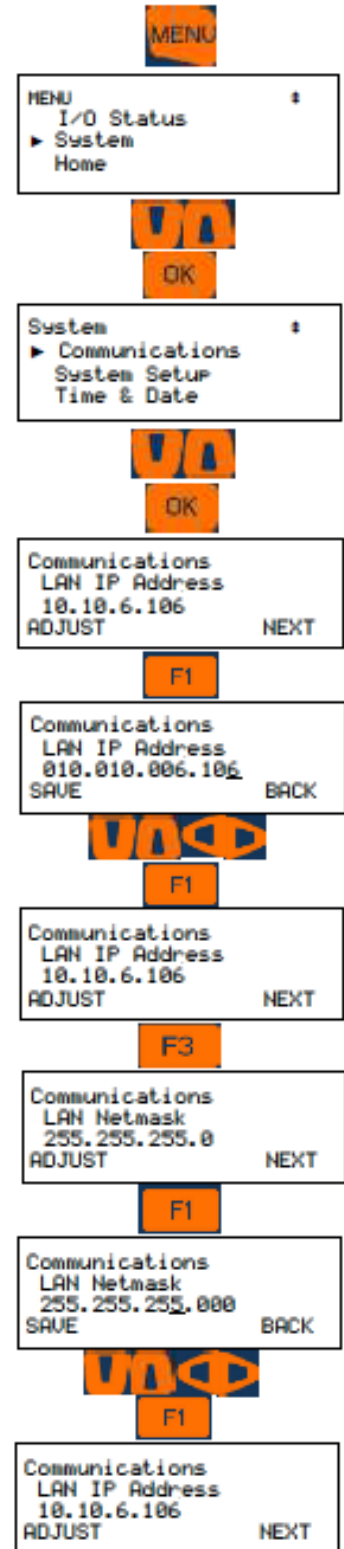 MENU
MENU
I/O Status
System
Home
OK
System
Communications
System Setup
Time & Date
OK
Communications
LAN IP Address
10.10.6.106
ADJUST NEXT
F1
Communications
LAN IP Address
010.010.006.106
SAVE BACK
F1
Communications
LAN IP Address
10.10.6.106
ADJUST NEXT
F3
Communications
LAN Netmask
255.255.255.0
ADJUST NEXT
F1
Communications
LAN Netmask
255.255.255.000
SAVE BACK
F1
Communications
LAN IP Address
10.10.6.106
ADJUST NEXT